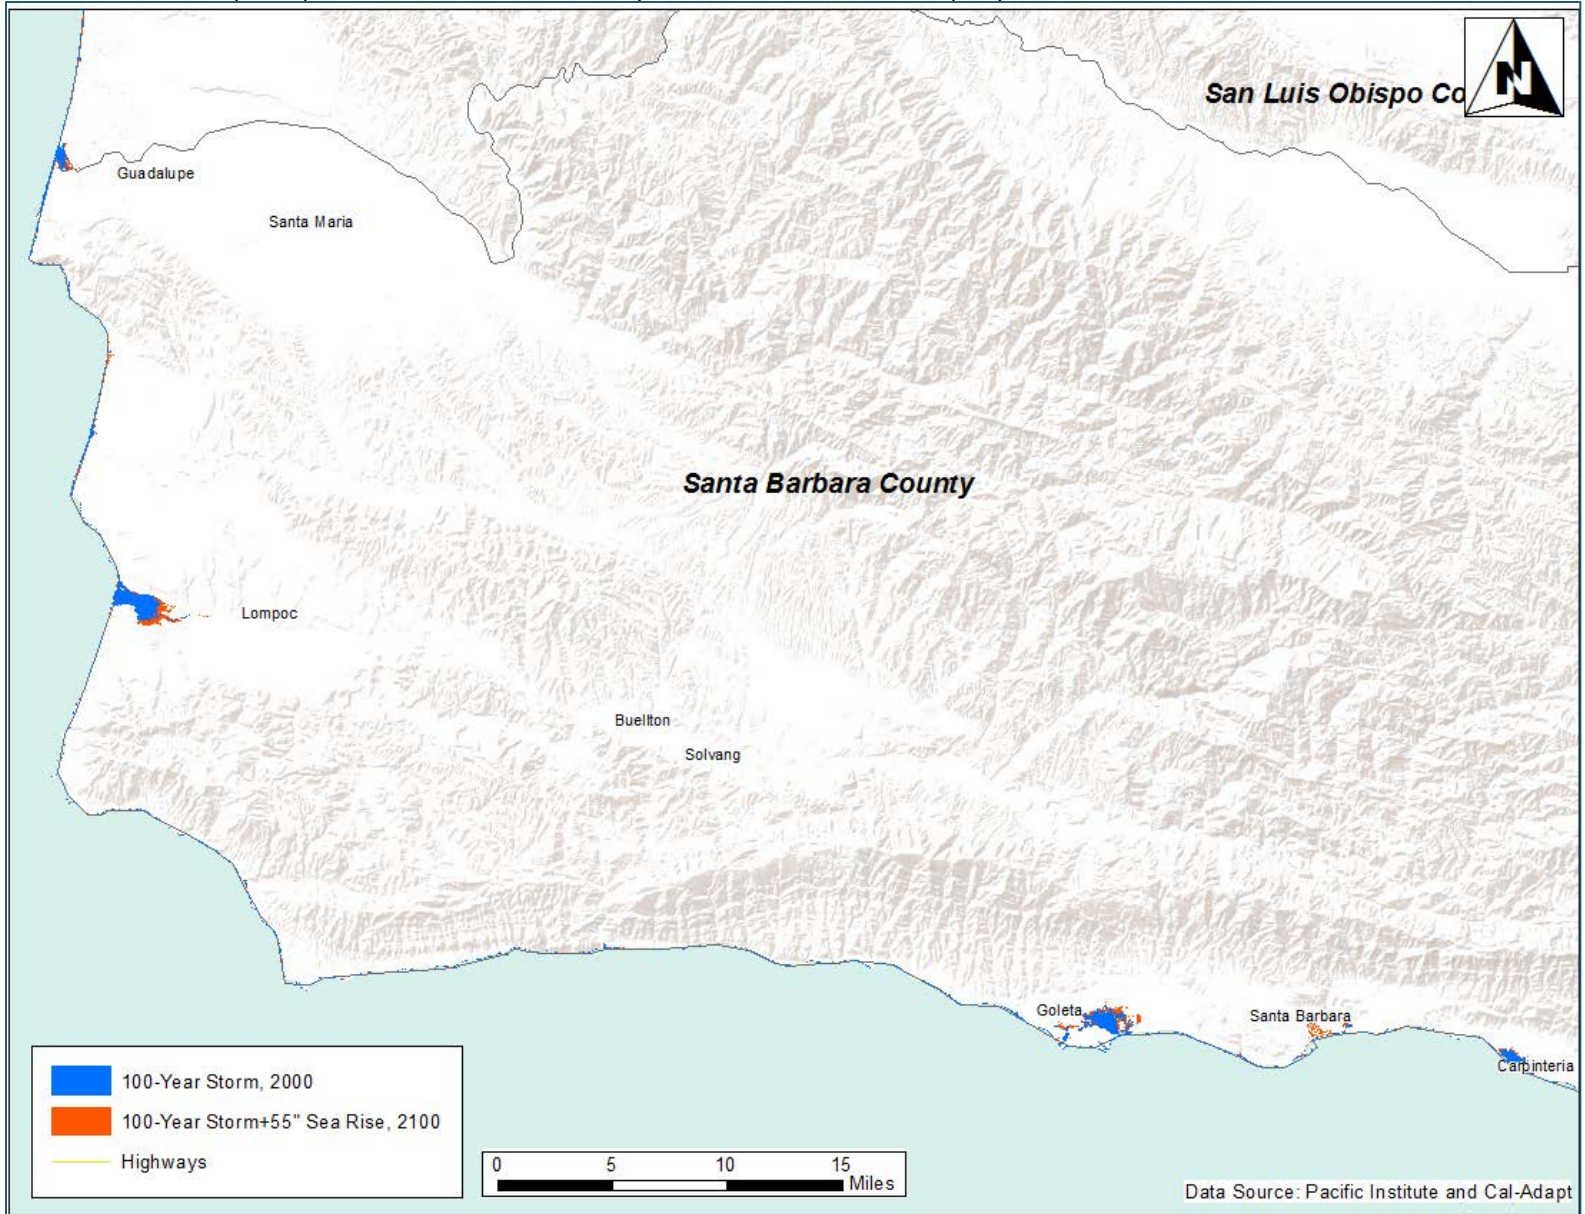 San Luis Obispo Co
N
Guadalupe
Santa Maria
Santa Barbara County
Lompoc
Buellton
Solvang
Goleta
Santa Barbara
Carpinteria
100-Year Storm, 2000
100-Year Storm+55" Sea Rise, 2100
Highways
0 5 10 15
Miles
Data Source: Pacific Institute and Cal-Adapt